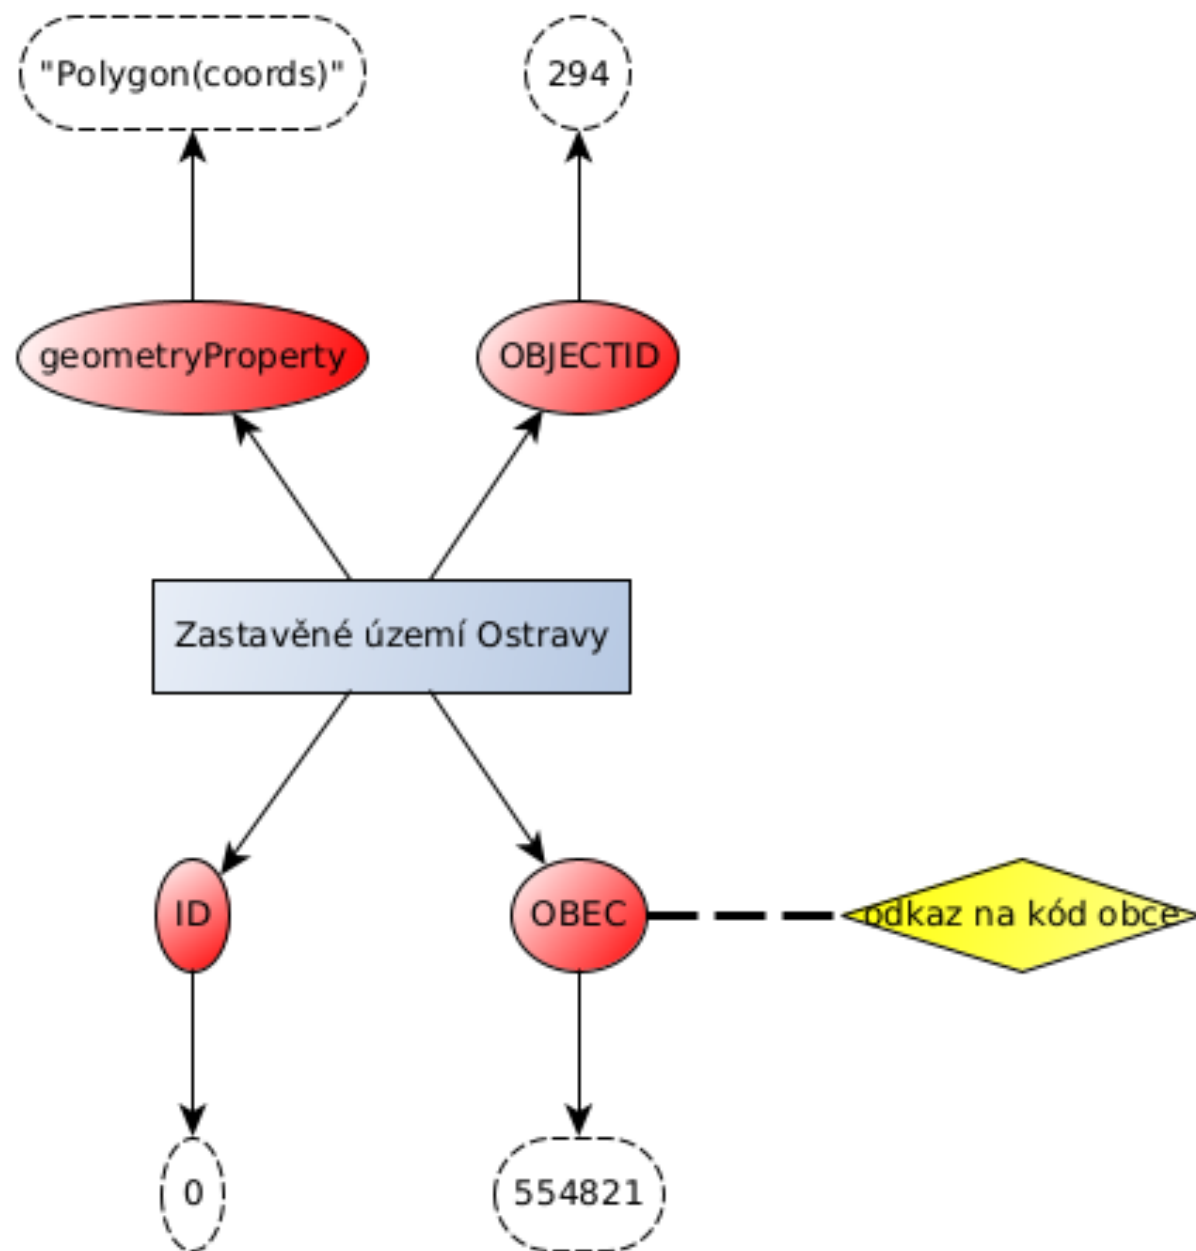 "Polygon(coords)"
294
geometryProperty
OBJECTID
Zastavěné území Ostravy
ID
OBEC
odkaz na kód obce
0
554821